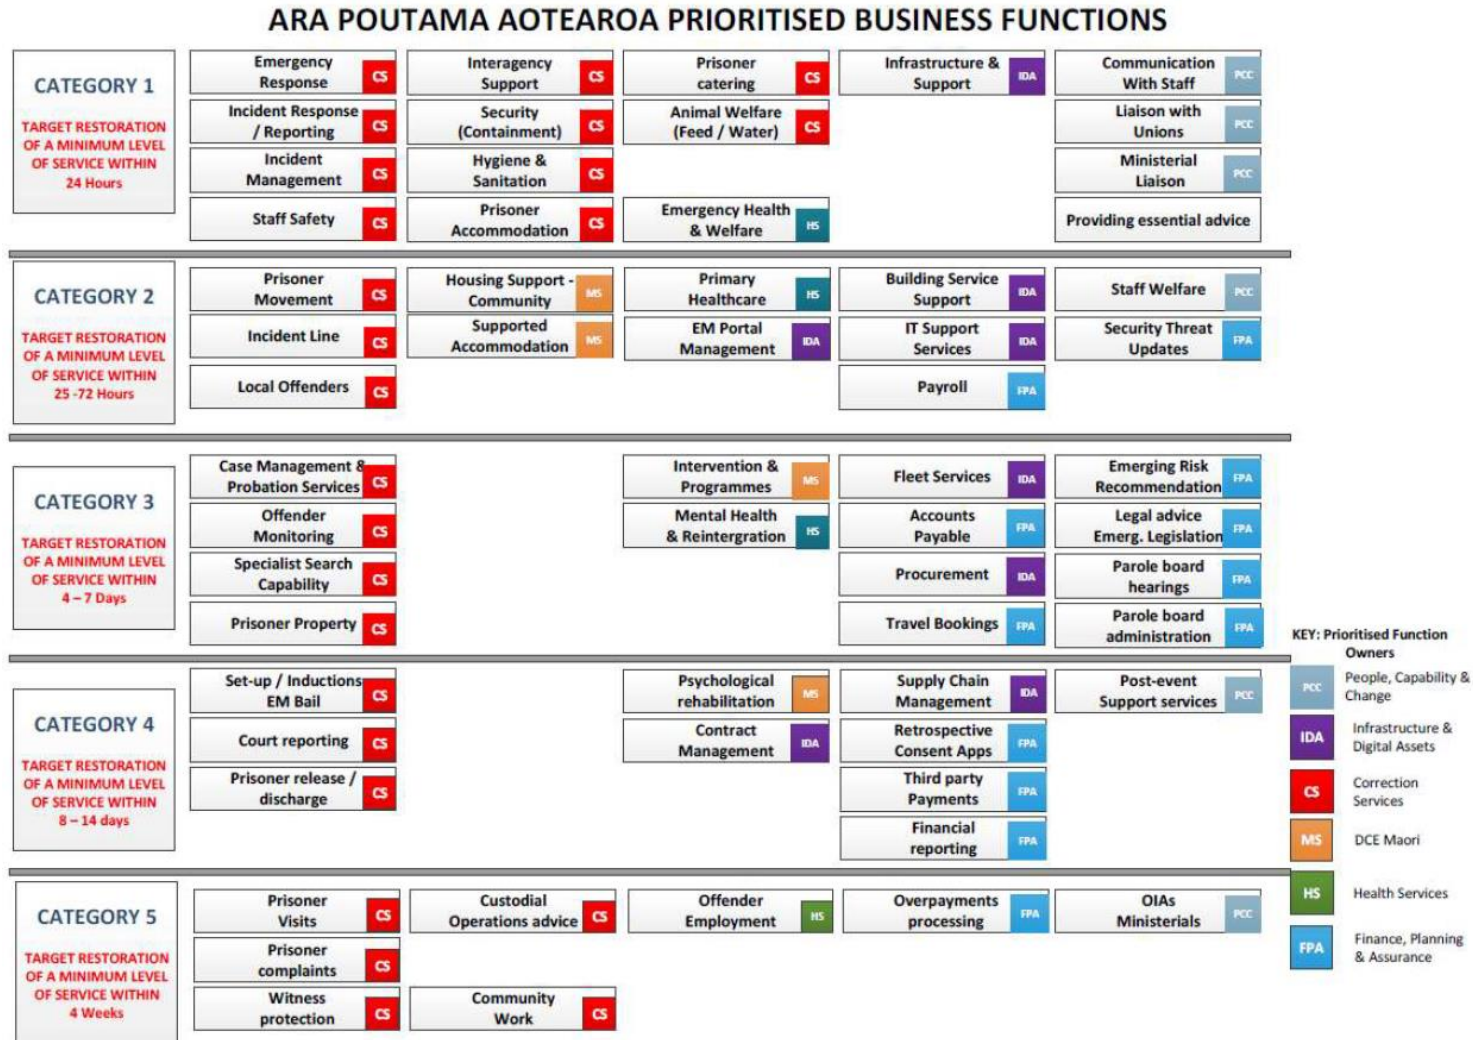 ARA POUTAMA AOTEAROA PRIORITISED BUSINESS FUNCTIONS
CATEGORY 1
TARGET RESTORATION
OF A MINIMUM LEVEL
OF SERVICE WITHIN
24 Hours
Emergency
Response
CS
Interagency
Support
CS
Prisoner
catering
CS
Infrastructure &
Support
IDA
Communication
With Staff
PCC
Incident Response
/ Reporting
CS
Security
(Containment)
CS
Animal Welfare
(Feed / Water)
CS
Liaison with
Unions
PCC
Incident
Management
CS
Hygiene &
Sanitation
CS
Ministerial
Liaison
PCC
Staff Safety
CS
Prisoner
Accommodation
CS
Emergency Health
& Welfare
HS
Providing essential advice
CATEGORY 2
TARGET RESTORATION
OF A MINIMUM LEVEL
OF SERVICE WITHIN
25 -72 Hours
Prisoner
Movement
CS
Housing Support -
Community
MS
Primary
Healthcare
HS
Building Service
Support
IDA
Staff Welfare
PCC
Incident Line
CS
Supported
Accommodation
MS
EM Portal
Management
IDA
IT Support
Services
IDA
Security Threat
Updates
FPA
Local Offenders
CS
Payroll
FPA
CATEGORY 3
TARGET RESTORATION
OF A MINIMUM LEVEL
OF SERVICE WITHIN
4 – 7 Days
Case Management &
Probation Services
CS
Intervention &
Programmes
MS
Fleet Services
IDA
Emerging Risk
Recommendation
FPA
Offender
Monitoring
CS
Mental Health
& Reintergration
HS
Accounts
Payable
FPA
Legal advice
Emerg. Legislation
FPA
Specialist Search
Capability
CS
Procurement
IDA
Parole board
hearings
FPA
Prisoner Property
CS
Travel Bookings
FPA
Parole board
administration
FPA
CATEGORY 4
TARGET RESTORATION
OF A MINIMUM LEVEL
OF SERVICE WITHIN
8 – 14 days
Set-up / Inductions
EM Bail
CS
Psychological
rehabilitation
MS
Supply Chain
Management
IDA
Post-event
Support services
PCC
Court reporting
CS
Contract
Management
IDA
Retrospective
Consent Apps
FPA
Prisoner release /
discharge
CS
Third party
Payments
FPA
Financial
reporting
FPA
CATEGORY 5
TARGET RESTORATION
OF A MINIMUM LEVEL
OF SERVICE WITHIN
4 Weeks
Prisoner
Visits
CS
Custodial
Operations advice
CS
Offender
Employment
HS
Overpayments
processing
FPA
OIAs
Ministerials
PCC
Prisoner
complaints
CS
Witness
protection
CS
Community
Work
CS
KEY: Prioritised Function
Owners
PCC
People, Capability &
Change
IDA
Infrastructure &
Digital Assets
CS
Correction
Services
MS
DCE Maori
HS
Health Services
FPA
Finance, Planning
& Assurance